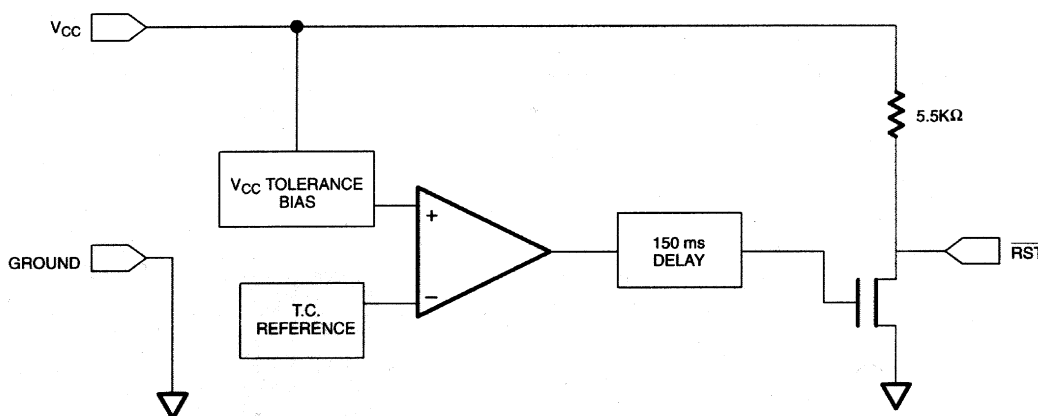 VCC
5.5KΩ
VCC TOLERANCE
BIAS
+
150 ms
DELAY
GROUND
RST
−
T.C.
REFERENCE